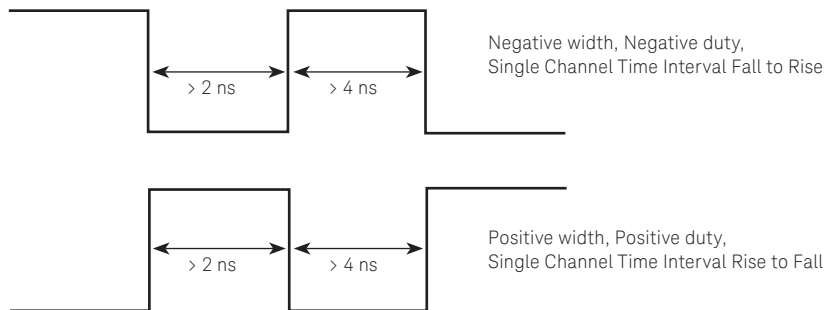 Negative width, Negative duty,
Single Channel Time Interval Fall to Rise
> 2 ns
> 4 ns
Positive width, Positive duty,
Single Channel Time Interval Rise to Fall
> 2 ns
> 4 ns